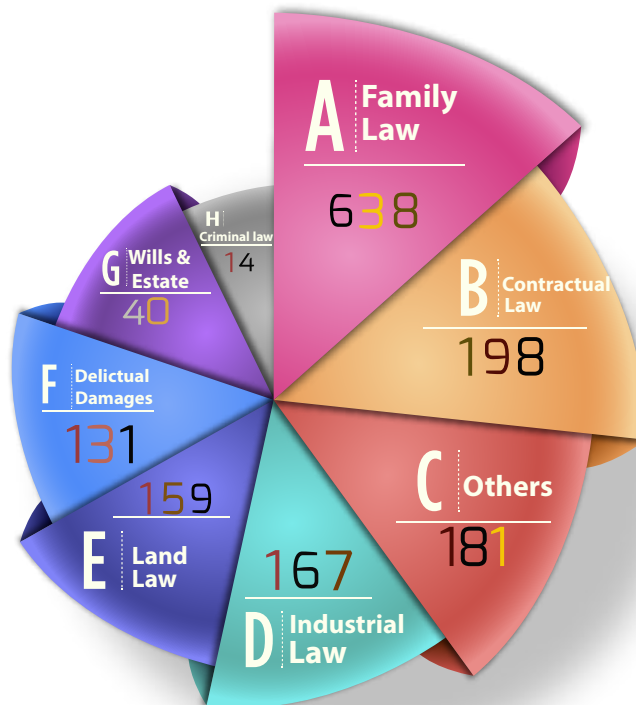 A
Family
Law
638
B
Contractual
Law
198
C
Others
181
167
D
Industrial
Law
159
E
Land
Law
F
Delictual
Damages
131
G
Wills &
Estate
40
H
Criminal law
14